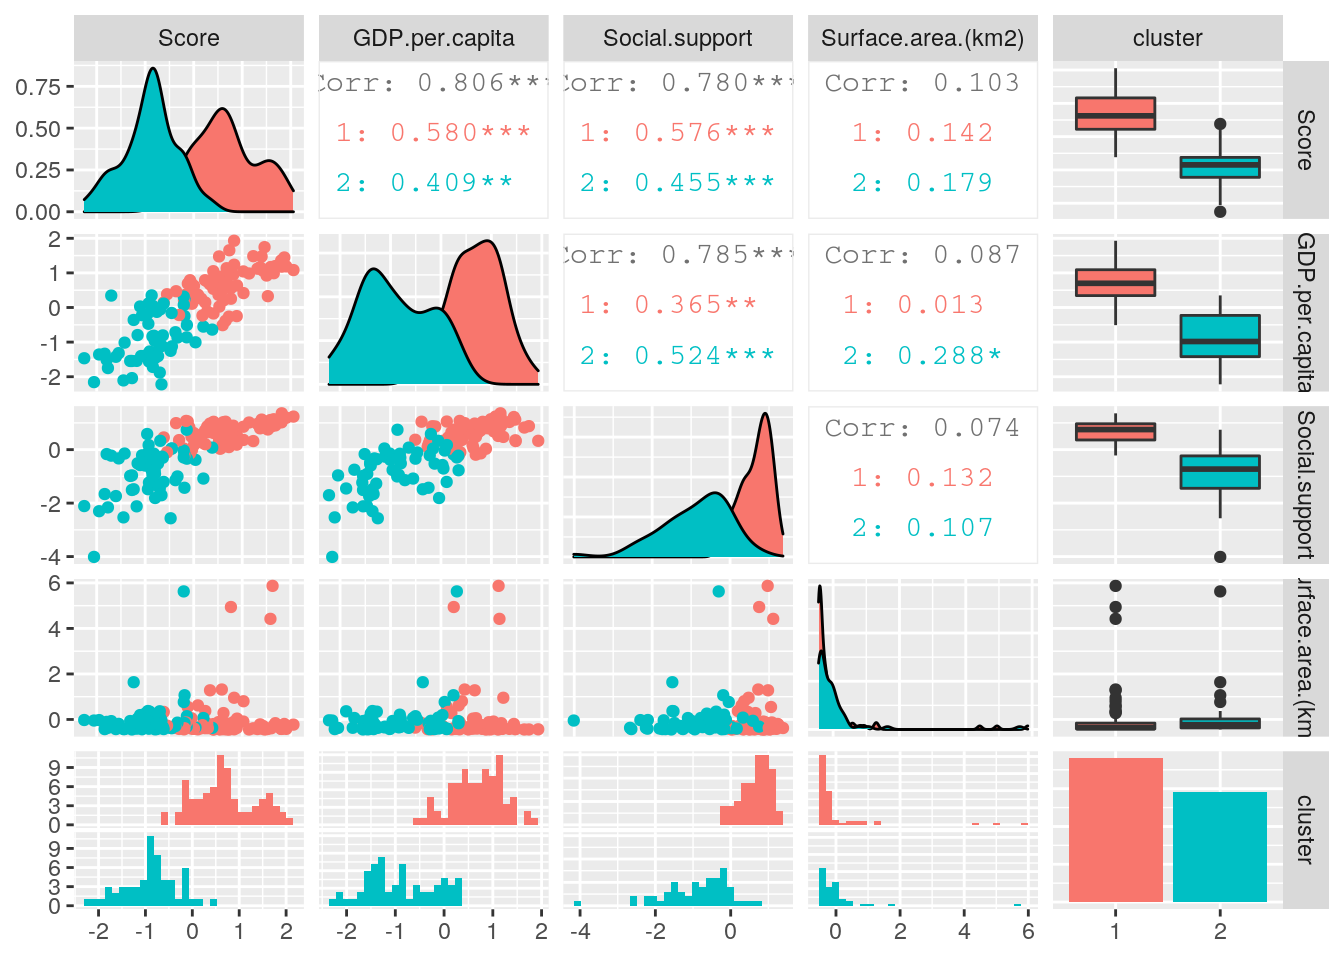 Score GDP.per.capita Social.support Surface.area.(km2) cluster
0.75
0.50
0.25
0.00
Corr: 0.806***
1: 0.580***
2: 0.409**
Corr: 0.780***
1: 0.576***
2: 0.455***
Corr: 0.103
1: 0.142
2: 0.179
Score
2
1
0
-1
-2
Corr: 0.785***
1: 0.365**
2: 0.524***
Corr: 0.087
1: 0.013
2: 0.288*
GDP.per.capita
0
-2
-4
Corr: 0.074
1: 0.132
2: 0.107
Social.support
6
4
2
0
urface.area.(km
9
6
3
0
9
6
3
0
cluster
-2 -1 0 1 2
-2 -1 0 1 2
-4 -2 0
0 2 4 6
1 2